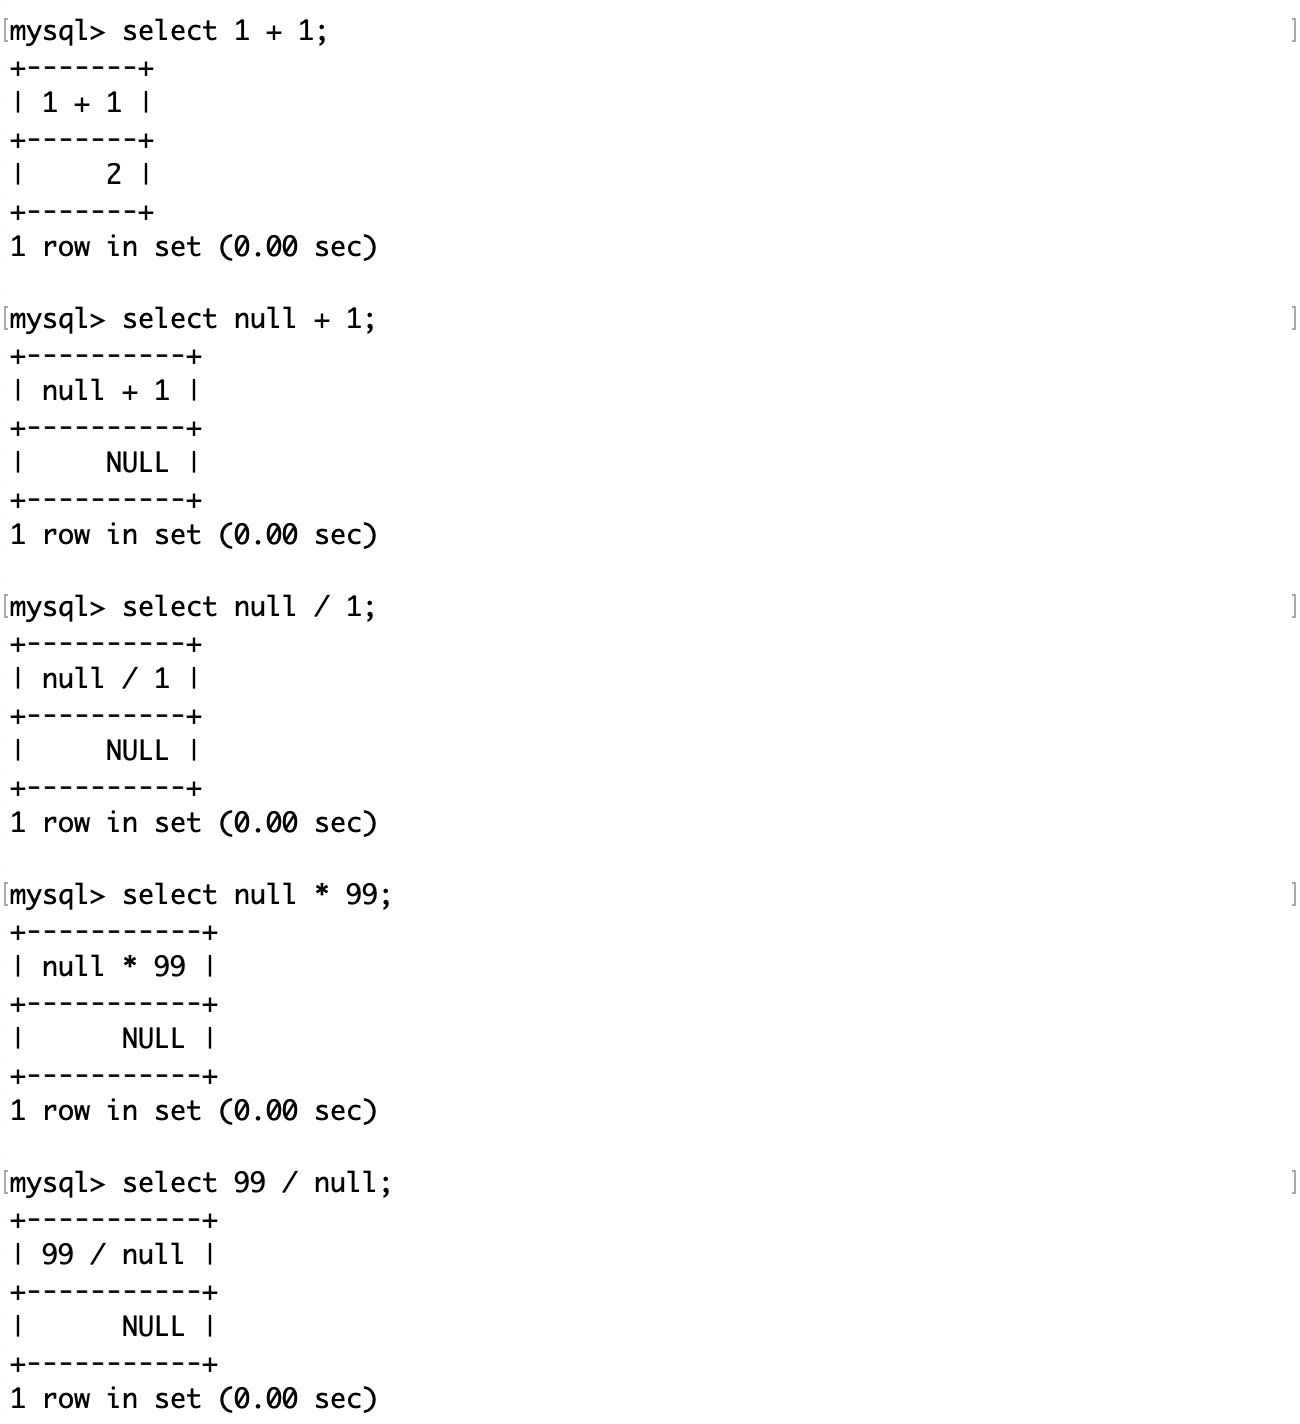 [mysql> select 1 + 1; ]
+-------+
| 1 + 1 |
+-------+
|     2 |
+-------+
1 row in set (0.00 sec)

[mysql> select null + 1; ]
+----------+
| null + 1 |
+----------+
|     NULL |
+----------+
1 row in set (0.00 sec)

[mysql> select null / 1; ]
+----------+
| null / 1 |
+----------+
|     NULL |
+----------+
1 row in set (0.00 sec)

[mysql> select null * 99; ]
+-----------+
| null * 99 |
+-----------+
|      NULL |
+-----------+
1 row in set (0.00 sec)

[mysql> select 99 / null; ]
+-----------+
| 99 / null |
+-----------+
|      NULL |
+-----------+
1 row in set (0.00 sec)